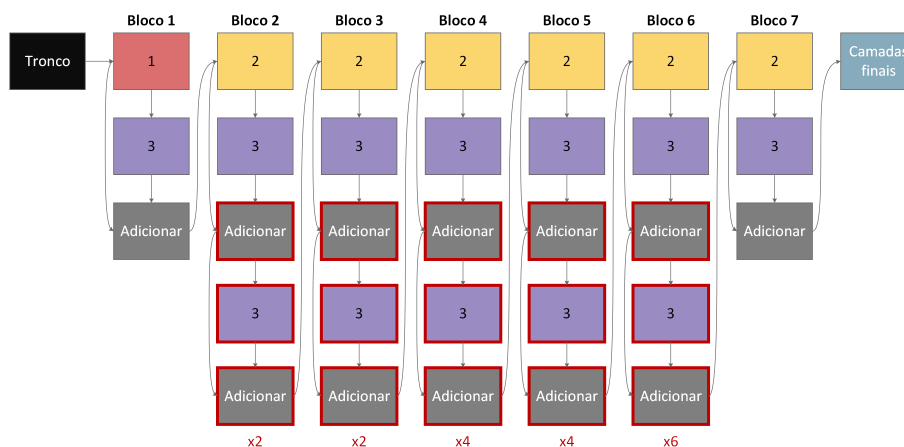 Bloco 1 Bloco 2 Bloco 3 Bloco 4 Bloco 5 Bloco 6 Bloco 7
Tronco 1 2 2 2 2 2 2 Camadas
finais
3 3 3 3 3 3 3
Adicionar Adicionar Adicionar Adicionar Adicionar Adicionar Adicionar
3 3 3 3 3
Adicionar Adicionar Adicionar Adicionar Adicionar
x2 x2 x4 x4 x6